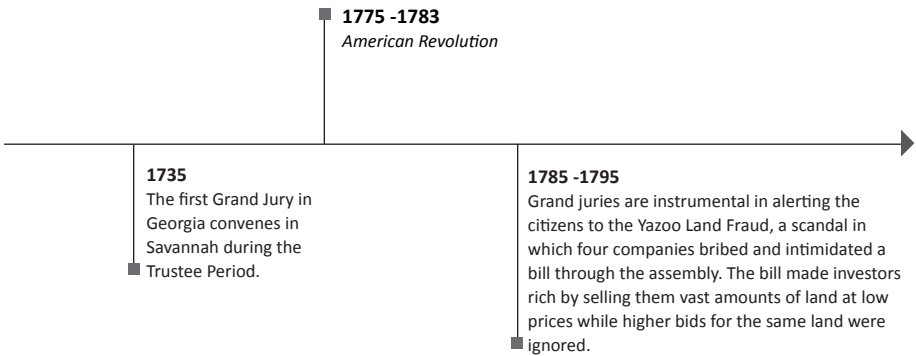 1775 -1783
American Revolution
1735
The first Grand Jury in
Georgia convenes in
Savannah during the
Trustee Period.
1785 -1795
Grand juries are instrumental in alerting the
citizens to the Yazoo Land Fraud, a scandal in
which four companies bribed and intimidated a
bill through the assembly. The bill made investors
rich by selling them vast amounts of land at low
prices while higher bids for the same land were
ignored.